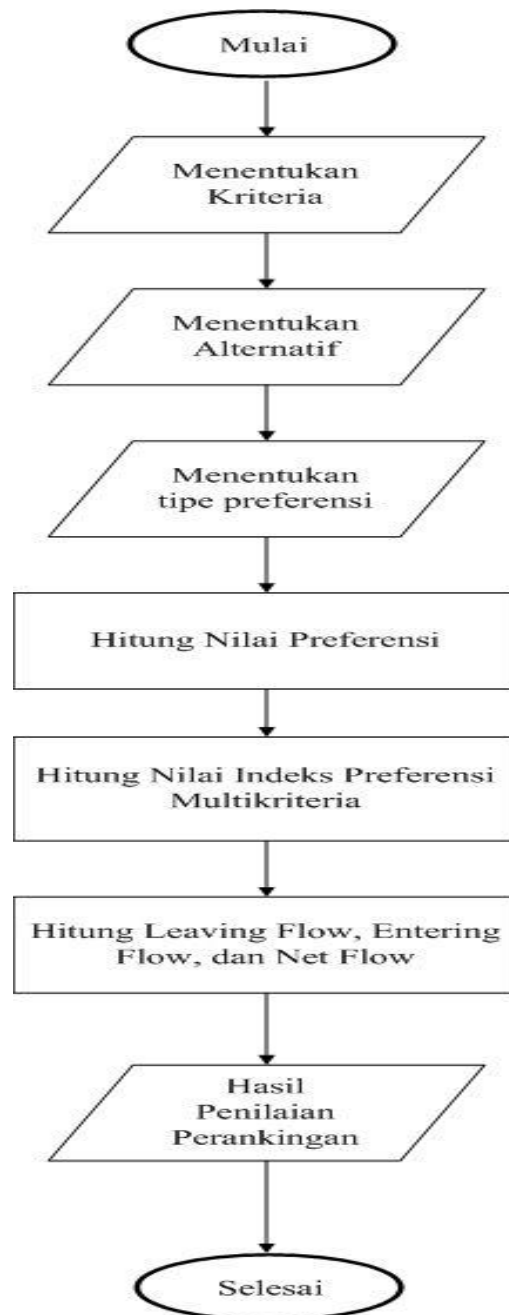 Mulai
Menentukan
Kriteria
Menentukan
Alternatif
Menentukan
tipe preferensi
Hitung Nilai Preferensi
Hitung Nilai Indeks Preferensi
Multikriteria
Hitung Leaving Flow, Entering
Flow, dan Net Flow
Hasil
Penilaian
Perankingan
Selesai